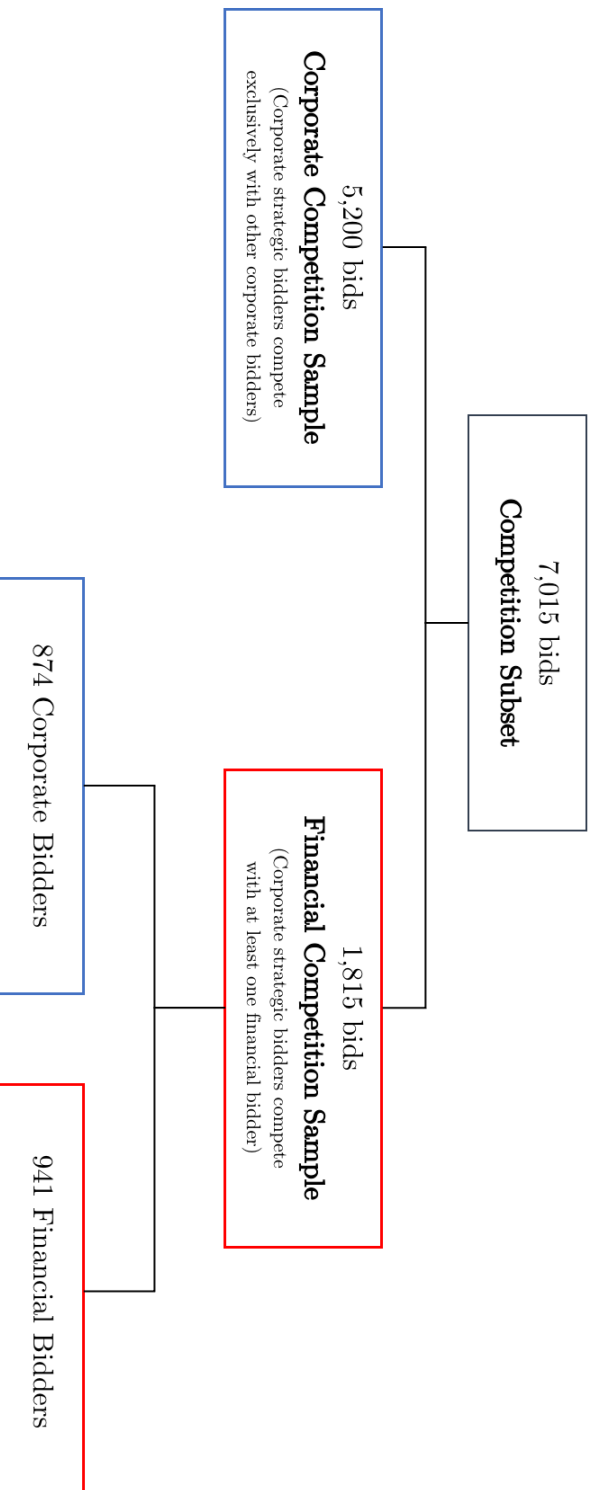 7,015 bids
Competition Subset
5,200 bids
Corporate Competition Sample
(Corporate strategic bidders compete
exclusively with other corporate bidders)
1,815 bids
Financial Competition Sample
(Corporate strategic bidders compete
with at least one financial bidder)
874 Corporate Bidders
941 Financial Bidders